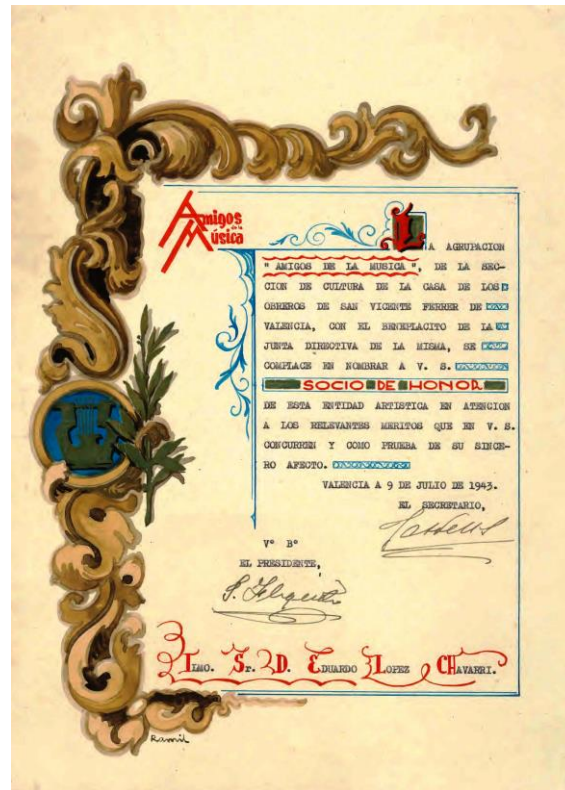 Amigos
de la
Música
LA AGRUPACION
"AMIGOS DE LA MUSICA", DE LA SEC-
CION DE CULTURA DE LA CASA DE LOS
OBREROS DE SAN VICENTE FERRER DE
VALENCIA, CON EL BENEPLACITO DE LA
JUNTA DIRECTIVA DE LA MISMA, SE
COMPLACE EN NOMBRAR A V. S.
SOCIO DE HONOR
DE ESTA ENTIDAD ARTISTICA EN ATENCION
A LOS RELEVANTES MERITOS QUE EN V. S.
CONCURREN Y COMO PRUEBA DE SU SINCE-
RO AFECTO.
VALENCIA A 9 DE JULIO DE 1943.
EL SECRETARIO,
Vº Bº
EL PRESIDENTE,
ILMO. SR. D. EDUARDO LOPEZ CHAVARRI.
Ramil